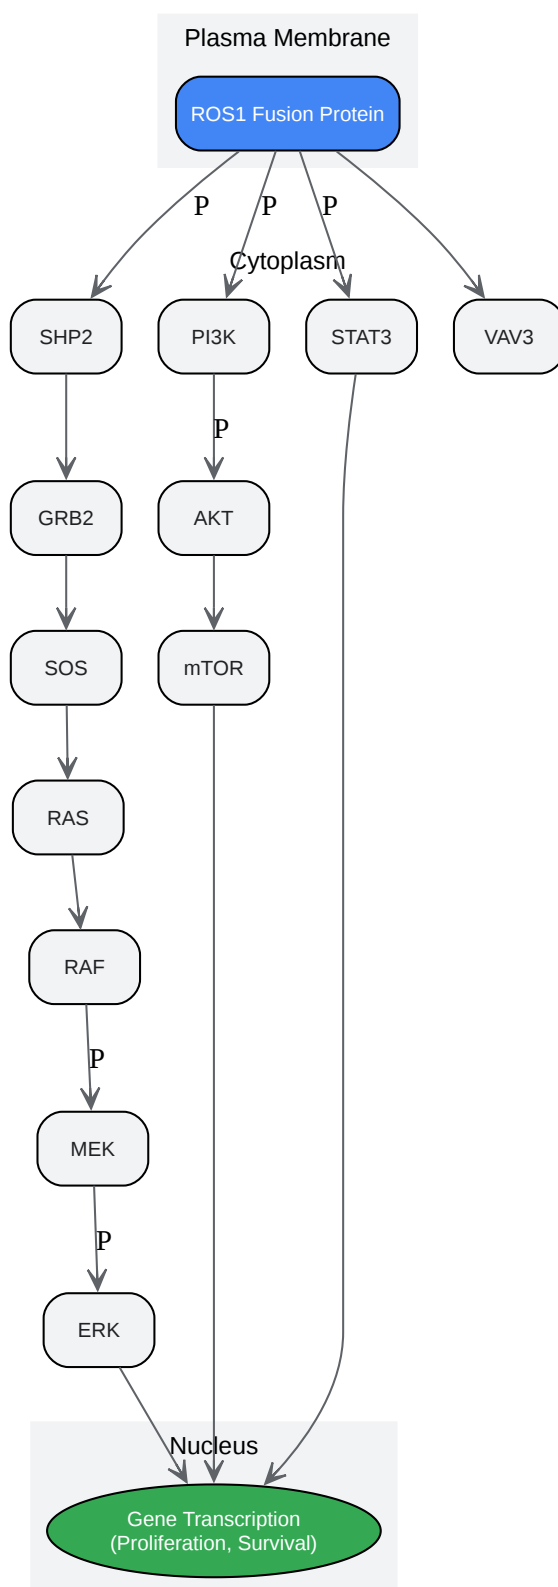 Plasma Membrane
ROS1 Fusion Protein
P
P
P
Cytoplasm
SHP2
PI3K
STAT3
VAV3
P
GRB2
AKT
SOS
mTOR
RAS
RAF
P
MEK
P
ERK
Nucleus
Gene Transcription
(Proliferation, Survival)